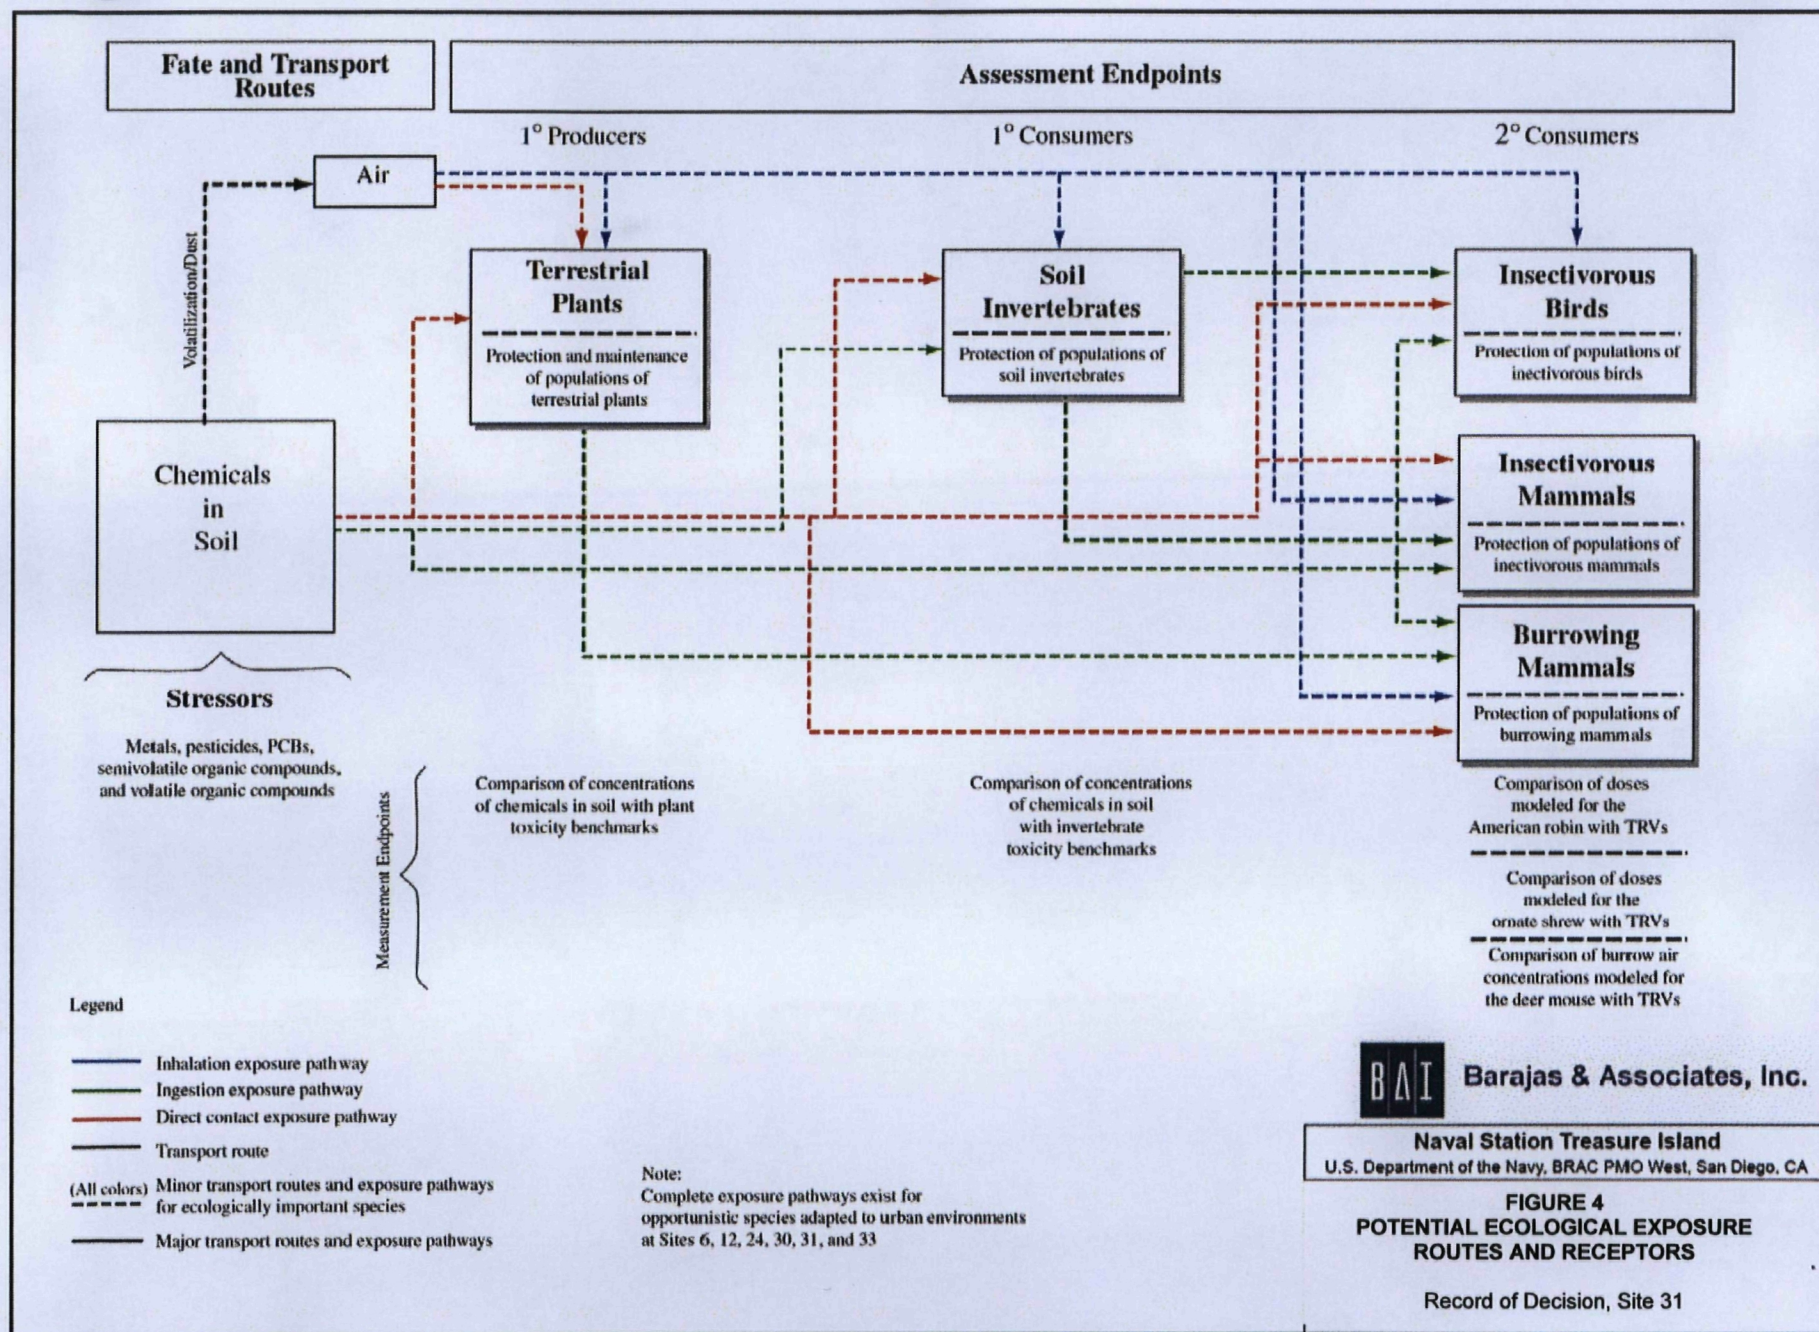 Fate and Transport
Routes
Assessment Endpoints
1° Producers
1° Consumers
2° Consumers
Air
Volatilization/Dust
Terrestrial
Plants
Protection and maintenance
of populations of
terrestrial plants
Soil
Invertebrates
Protection of populations of
soil invertebrates
Insectivorous
Birds
Protection of populations of
inectivorous birds
Chemicals
in
Soil
Insectivorous
Mammals
Protection of populations of
inectivorous mammals
Burrowing
Mammals
Protection of populations of
burrowing mammals
Stressors
Metals, pesticides, PCBs,
semivolatile organic compounds,
and volatile organic compounds
Measurement Endpoints
Comparison of concentrations
of chemicals in soil with plant
toxicity benchmarks
Comparison of concentrations
of chemicals in soil
with invertebrate
toxicity benchmarks
Comparison of doses
modeled for the
American robin with TRVs
Comparison of doses
modeled for the
ornate shrew with TRVs
Comparison of burrow air
concentrations modeled for
the deer mouse with TRVs
Legend
Inhalation exposure pathway
Ingestion exposure pathway
Direct contact exposure pathway
Transport route
(All colors) Minor transport routes and exposure pathways
for ecologically important species
Major transport routes and exposure pathways
Note:
Complete exposure pathways exist for
opportunistic species adapted to urban environments
at Sites 6, 12, 24, 30, 31, and 33
BAI Barajas & Associates, Inc.
Naval Station Treasure Island
U.S. Department of the Navy, BRAC PMO West, San Diego, CA
FIGURE 4
POTENTIAL ECOLOGICAL EXPOSURE
ROUTES AND RECEPTORS
Record of Decision, Site 31